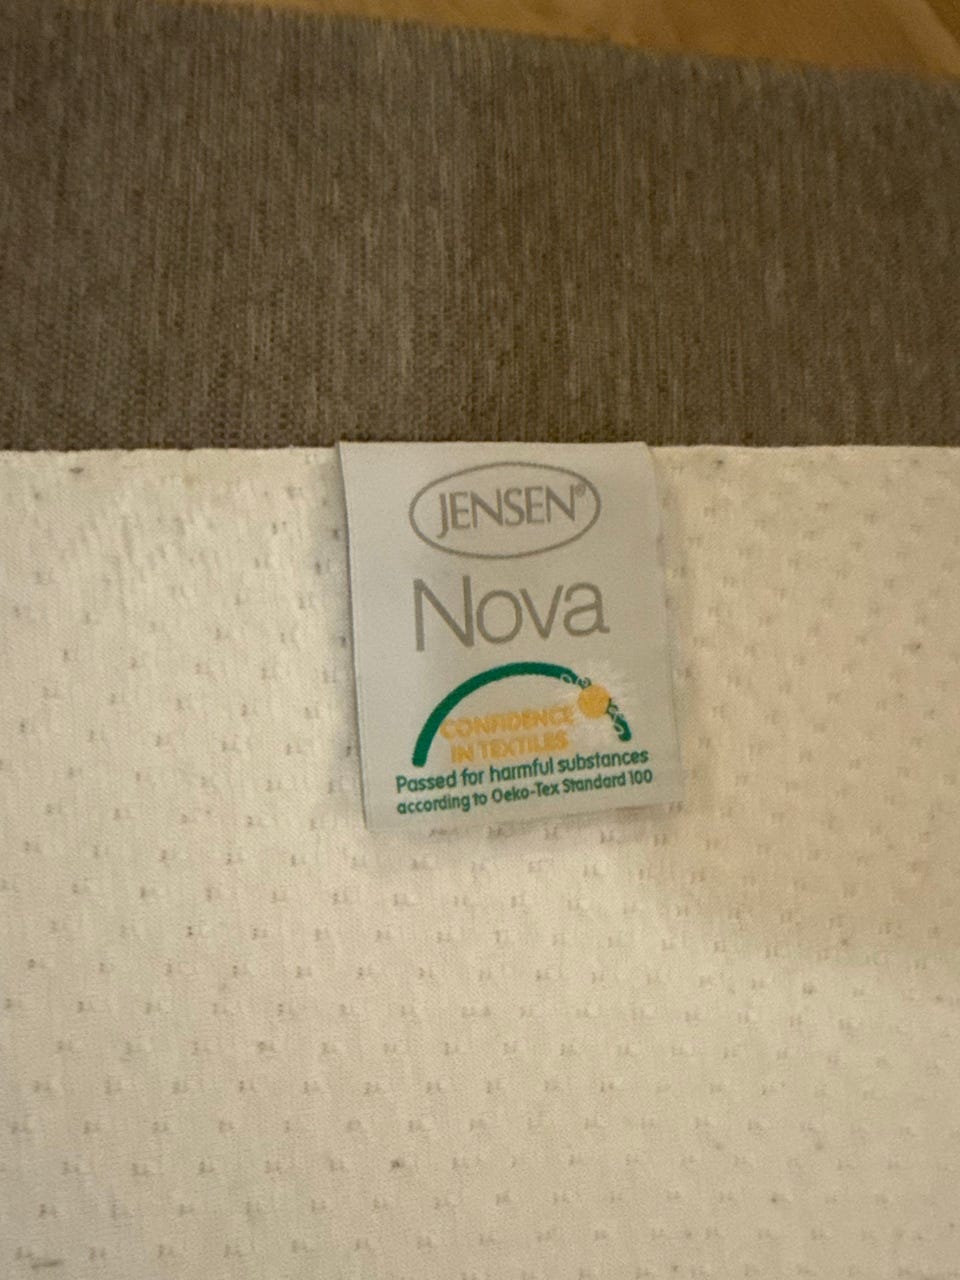 JENSEN®
Nova
CONFIDENCE
IN TEXTILES
Passed for harmful substances
according to Oeko-Tex Standard 100